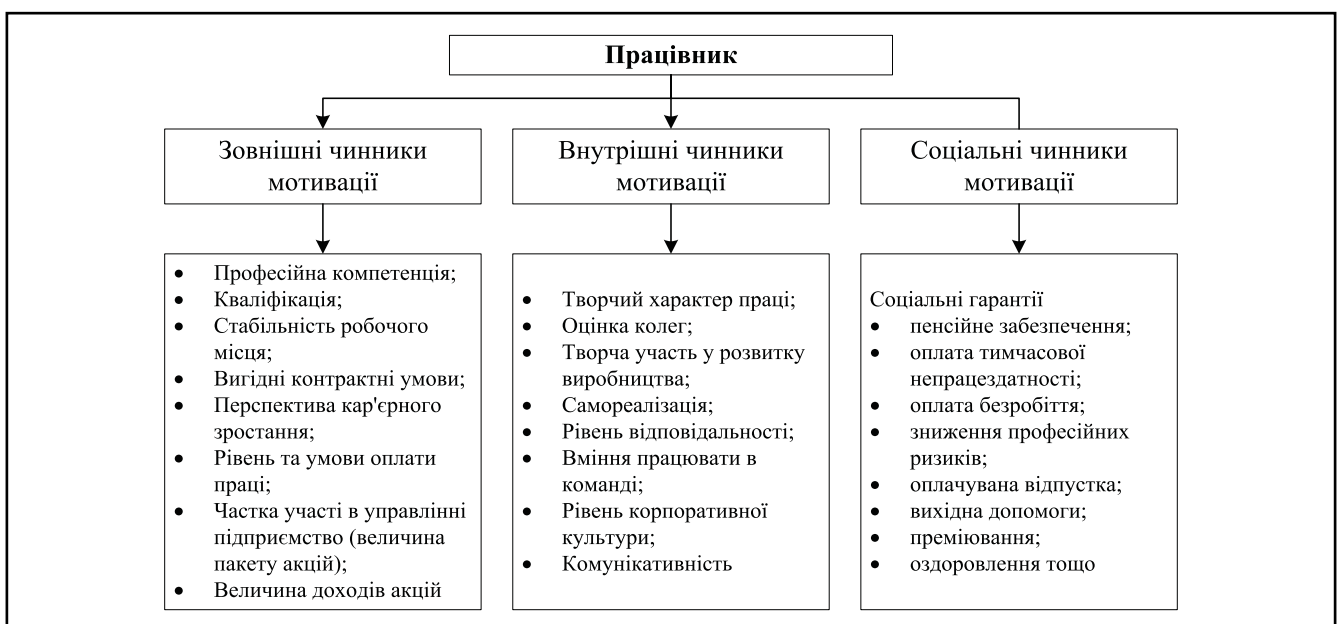 Працівник
Зовнішні чинники
мотивації
Внутрішні чинники
мотивації
Соціальні чинники
мотивації
• Професійна компетенція;
• Кваліфікація;
• Стабільність робочого
місця;
• Вигідні контрактні умови;
• Перспектива кар'єрного
зростання;
• Рівень та умови оплати
праці;
• Частка участі в управлінні
підприємство (величина
пакету акцій);
• Величина доходів акцій
• Творчий характер праці;
• Оцінка колег;
• Творча участь у розвитку
виробництва;
• Самореалізація;
• Рівень відповідальності;
• Вміння працювати в
команді;
• Рівень корпоративної
культури;
• Комунікативність
Соціальні гарантії
• пенсійне забезпечення;
• оплата тимчасової
непрацездатності;
• оплата безробіття;
• зниження професійних
ризиків;
• оплачувана відпустка;
• вихідна допомоги;
• преміювання;
• оздоровлення тощо